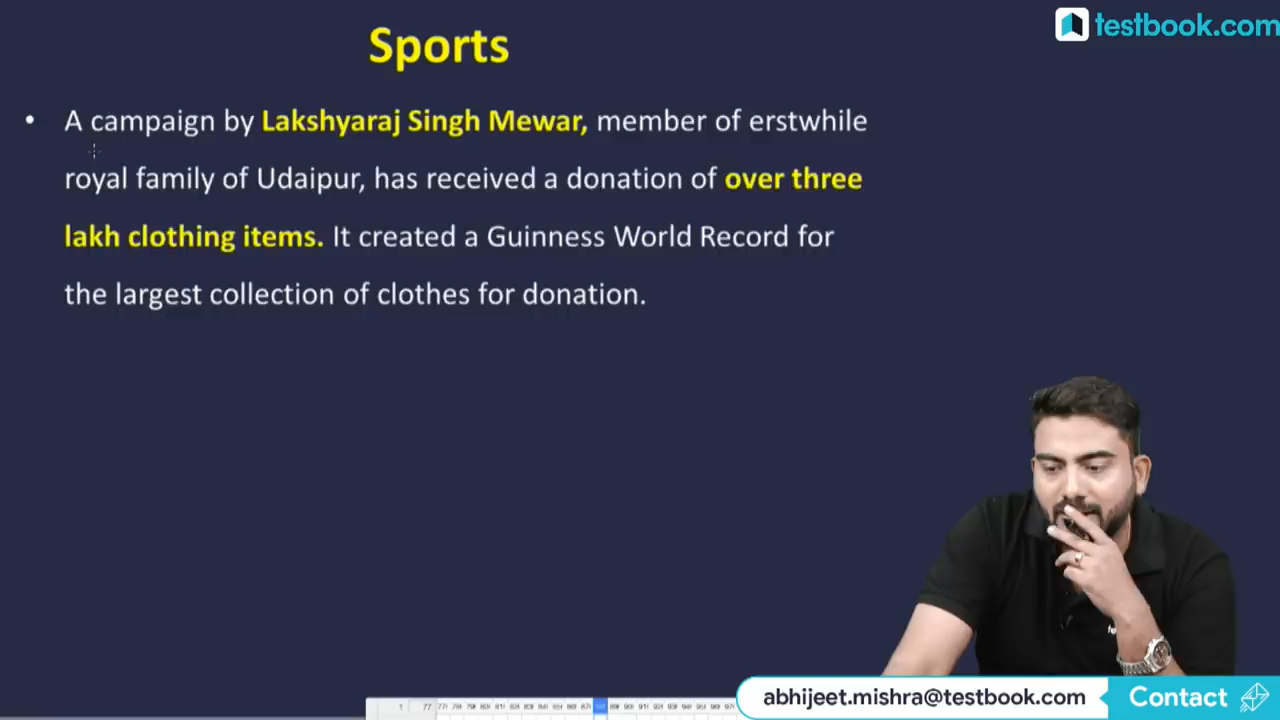 Sports
testbook.com
• A campaign by Lakshyaraj Singh Mewar, member of erstwhile
royal family of Udaipur, has received a donation of over three
lakh clothing items. It created a Guinness World Record for
the largest collection of clothes for donation.
abhijeet.mishra@testbook.com
Contact